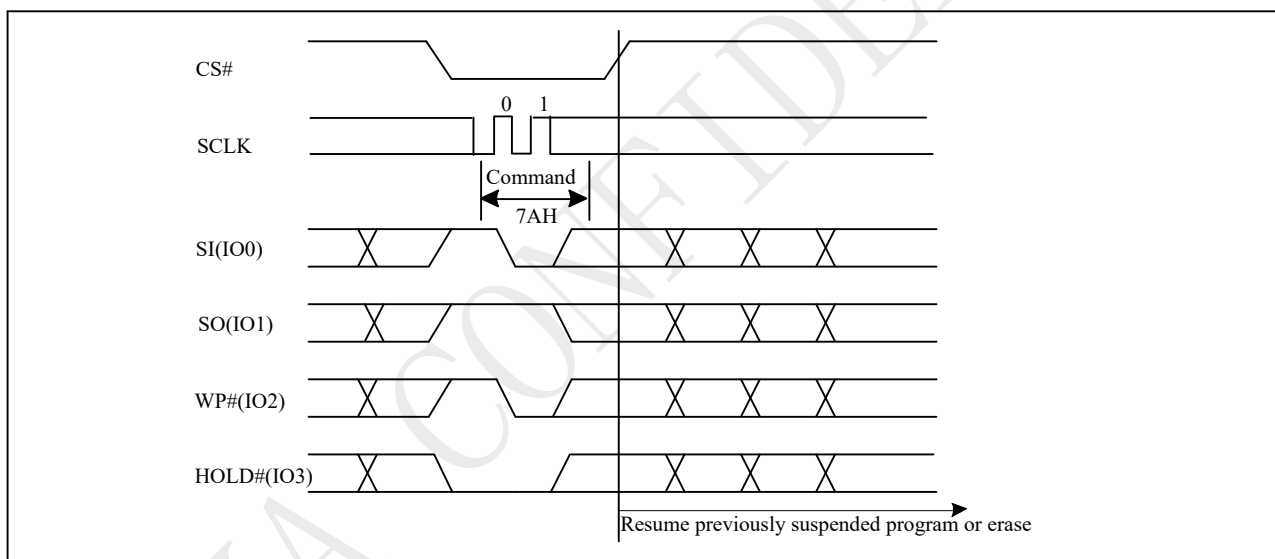 CS#
0 1
SCLK
Command
7AH
SI(IO0)
SO(IO1)
WP#(IO2)
HOLD#(IO3)
Resume previously suspended program or erase